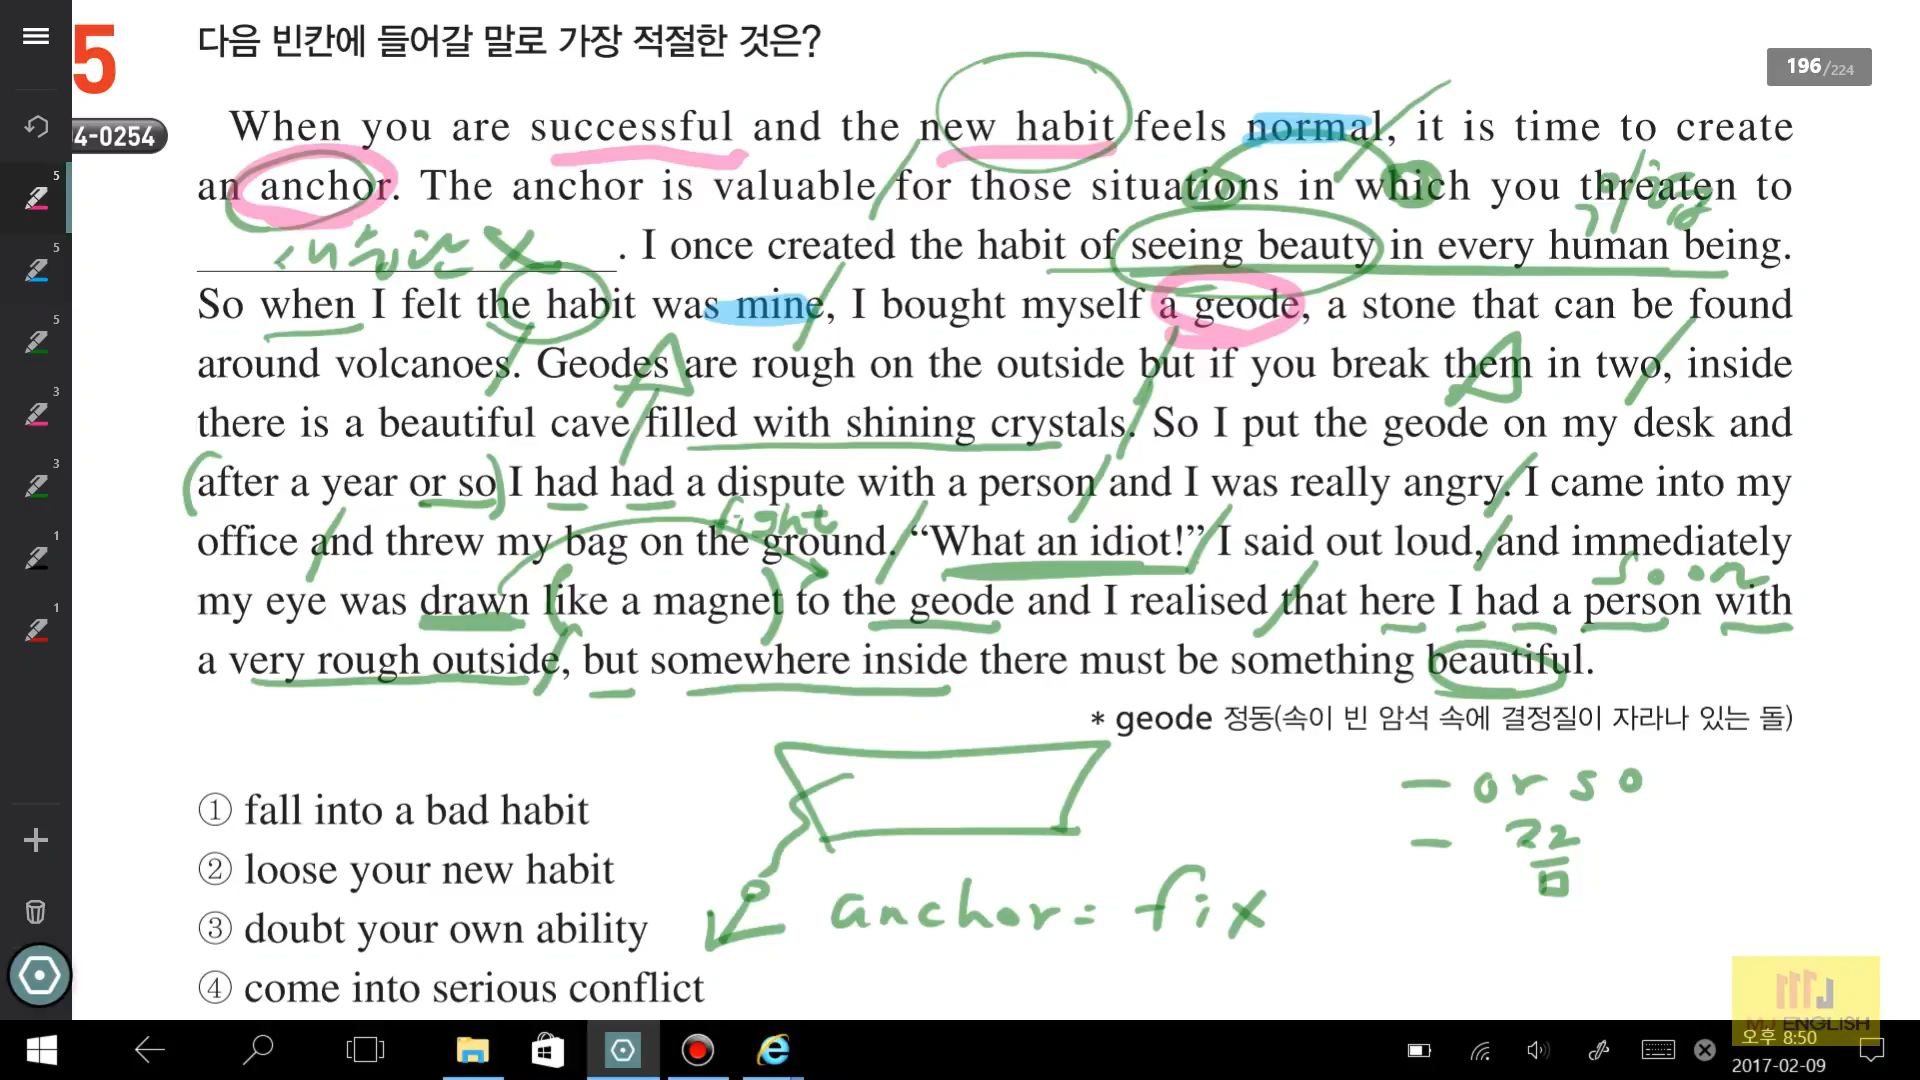 5
다음 빈칸에 들어갈 말로 가장 적절한 것은?
196/224
4-0254
When you are successful and the new habit feels normal, it is time to create
an anchor. The anchor is valuable for those situations in which you threaten to
. I once created the habit of seeing beauty in every human being.
So when I felt the habit was mine, I bought myself a geode, a stone that can be found
around volcanoes. Geodes are rough on the outside but if you break them in two, inside
there is a beautiful cave filled with shining crystals. So I put the geode on my desk and
(after a year or so) I had had a dispute with a person and I was really angry. I came into my
fight
office and threw my bag on the ground. “What an idiot!” I said out loud, and immediately
soon
my eye was drawn (like a magnet) to the geode and I realised that here I had a person with
a very rough outside, but somewhere inside there must be something beautiful.
* geode 정동(속이 빈 암석 속에 결정질이 자라나 있는 돌)
① fall into a bad habit
② loose your new habit
③ doubt your own ability
④ come into serious conflict
anchor = fix
- or so
- 쯤
5
5
5
3
3
1
1
MJ ENGLISH
오후 8:50
2017-02-09